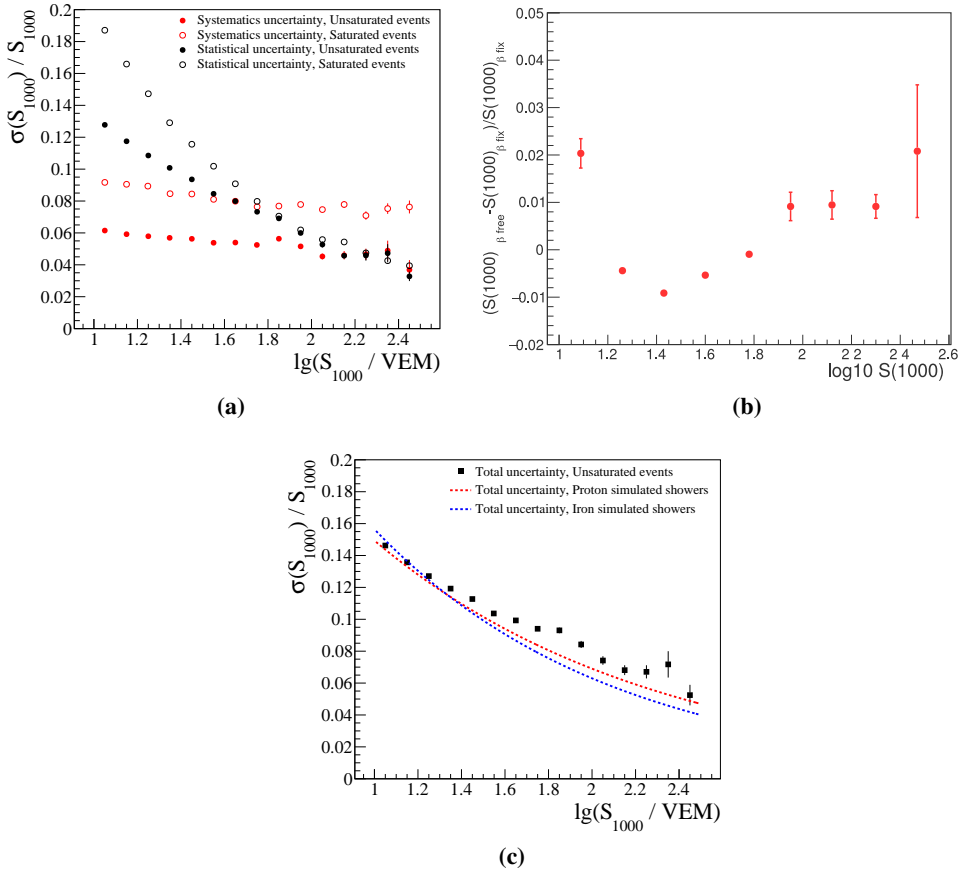 σ(S1000) / S1000
0.2
0.18
0.16
0.14
0.12
0.1
0.08
0.06
0.04
0.02
0
Systematics uncertainty, Unsaturated events
Systematics uncertainty, Saturated events
Statistical uncertainty, Unsaturated events
Statistical uncertainty, Saturated events
1 1.2 1.4 1.6 1.8 2 2.2 2.4
lg(S1000 / VEM)
(a)
(S(1000) β free -S(1000) β fix)/S(1000) β fix
0.05
0.04
0.03
0.02
0.01
0
−0.01
−0.02
1 1.2 1.4 1.6 1.8 2 2 2 2 4 2.6
log10 S(1000)
(b)
σ(S1000) / S1000
0.2
0.18
0.16
0.14
0.12
0.1
0.08
0.06
0.04
0.02
0
Total uncertainty, Unsaturated events
Total uncertainty, Proton simulated showers
Total uncertainty, Iron simulated showers
1 1.2 1.4 1.6 1.8 2 2.2 2.4
lg(S1000 / VEM)
(c)